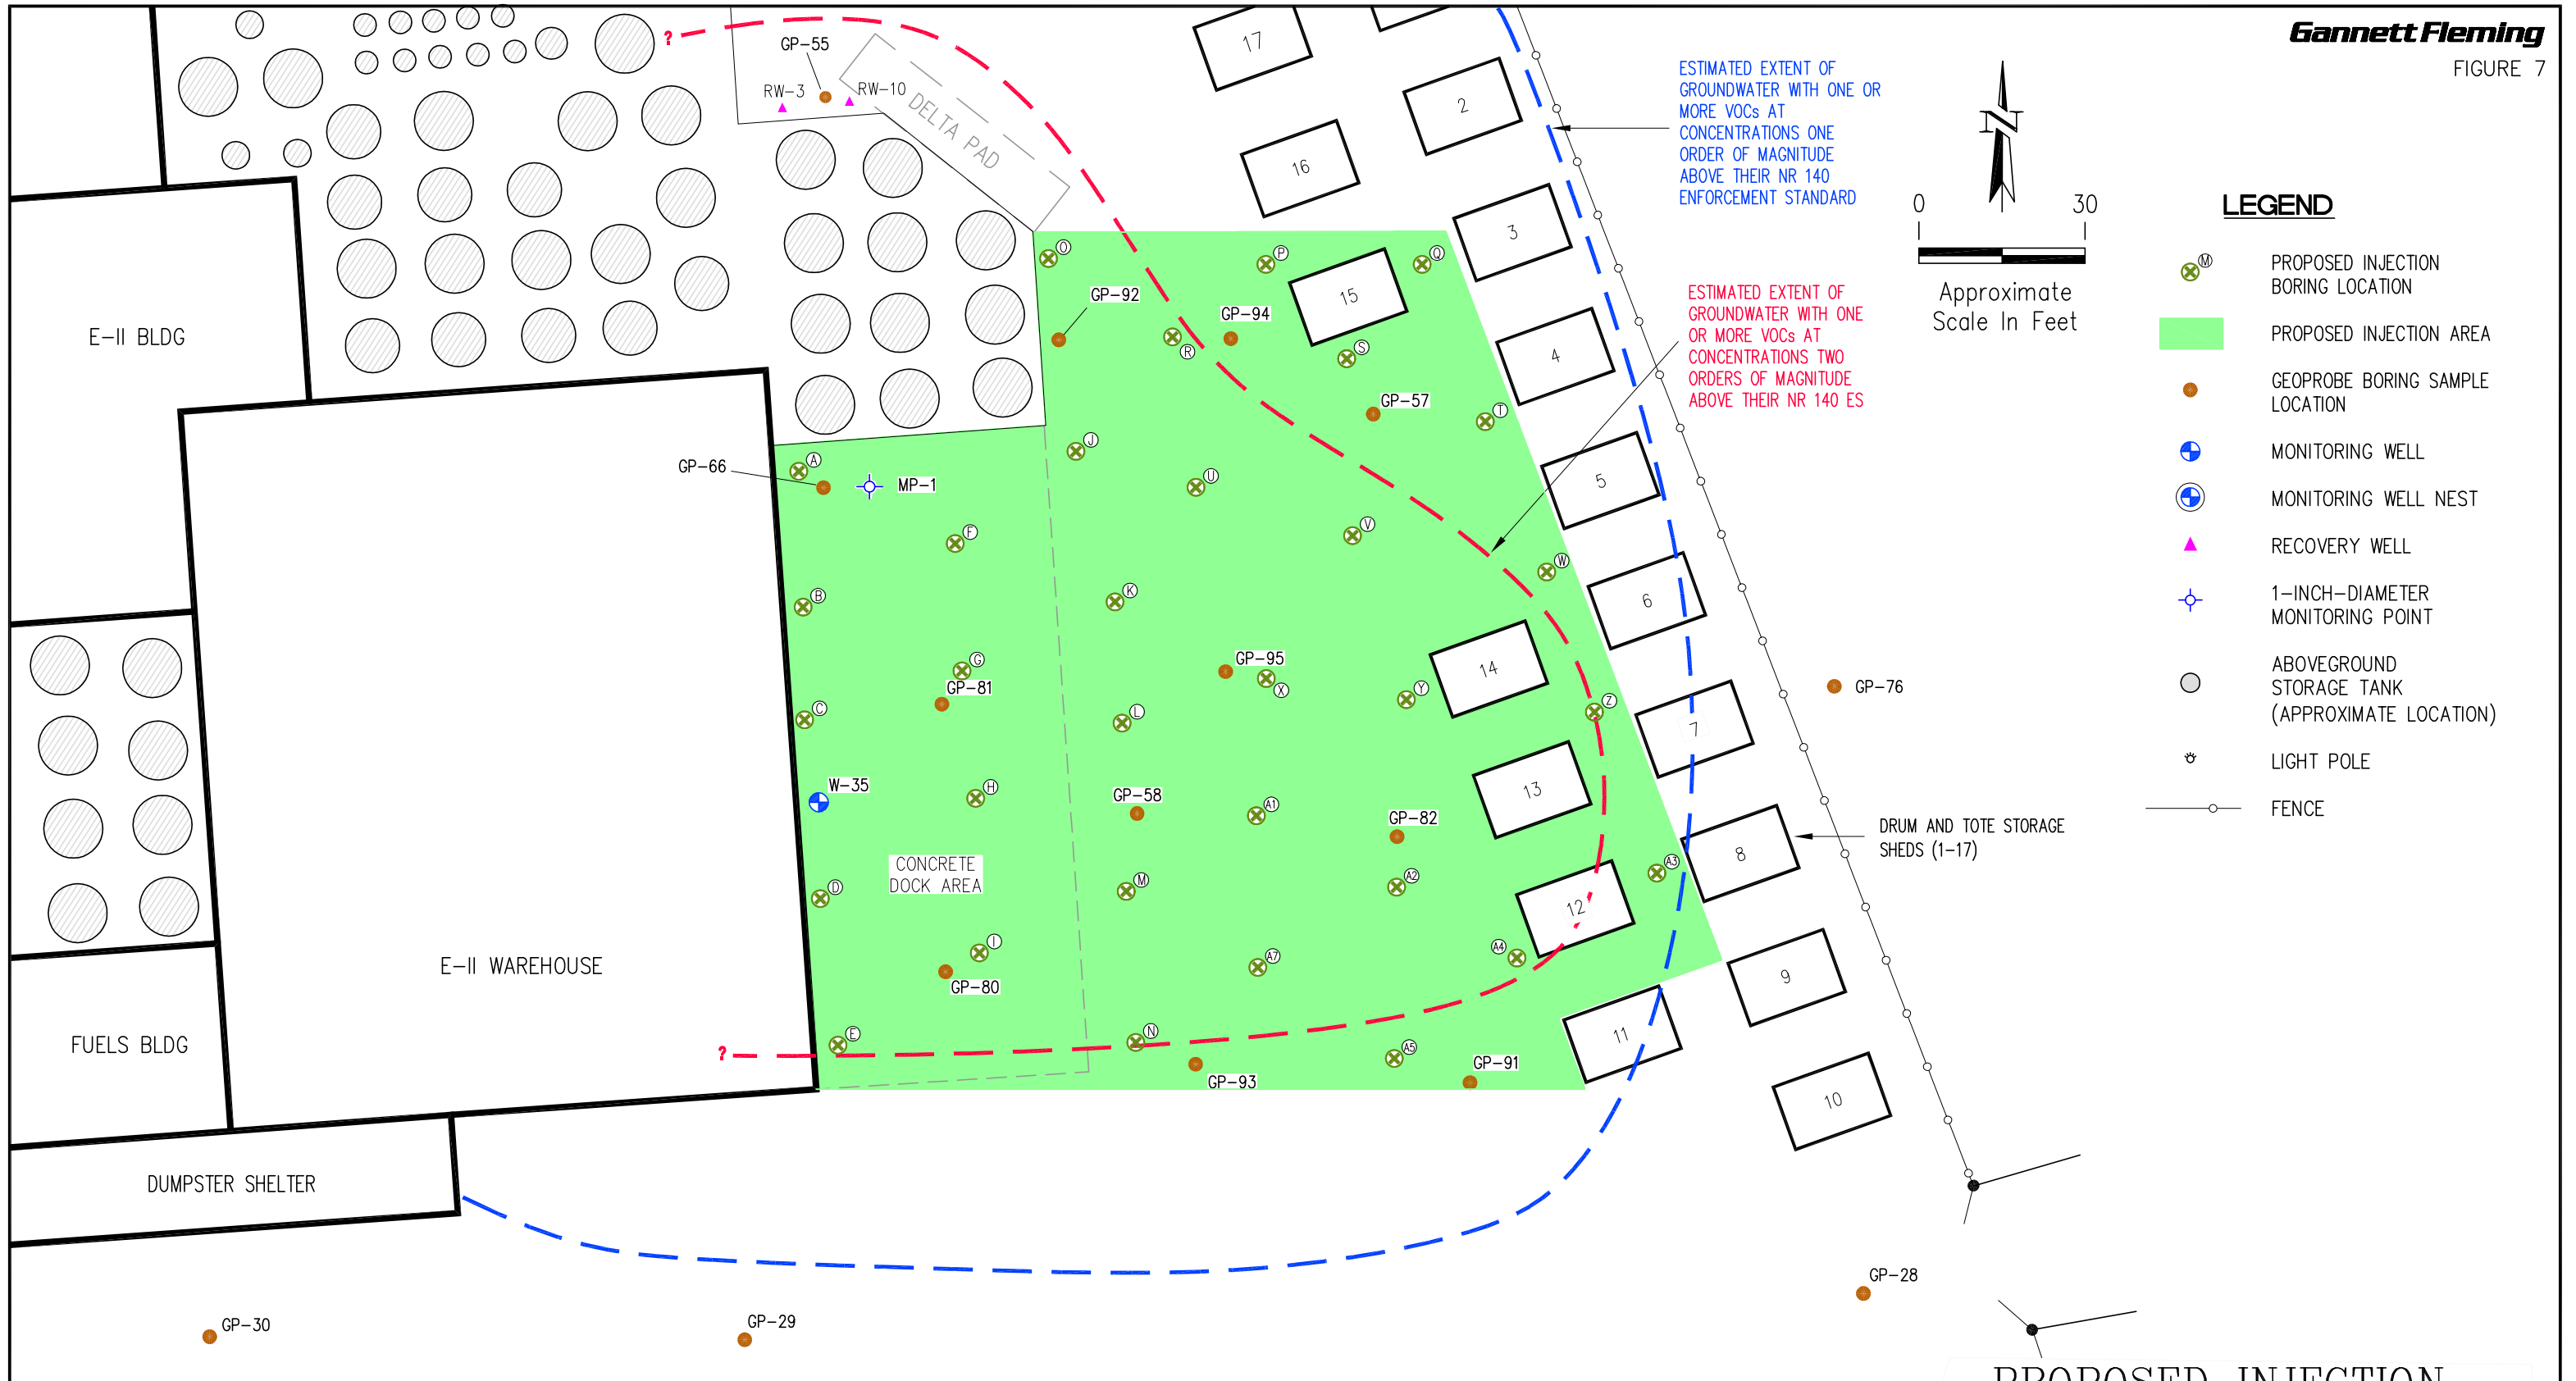 Gannett Fleming
FIGURE 7
ESTIMATED EXTENT OF
GROUNDWATER WITH ONE OR
MORE VOCs AT
CONCENTRATIONS ONE
ORDER OF MAGNITUDE
ABOVE THEIR NR 140
ENFORCEMENT STANDARD
N
0 30
Approximate
Scale In Feet
ESTIMATED EXTENT OF
GROUNDWATER WITH ONE
OR MORE VOCs AT
CONCENTRATIONS TWO
ORDERS OF MAGNITUDE
ABOVE THEIR NR 140 ES
LEGEND
M
PROPOSED INJECTION
BORING LOCATION
PROPOSED INJECTION AREA
GEOPROBE BORING SAMPLE
LOCATION
MONITORING WELL
MONITORING WELL NEST
RECOVERY WELL
1-INCH-DIAMETER
MONITORING POINT
ABOVEGROUND
STORAGE TANK
(APPROXIMATE LOCATION)
LIGHT POLE
FENCE
?
GP-55
RW-3
RW-10
DELTA PAD
17
2
16
3
15
4
5
6
14
7
13
8
12
9
11
10
O
P
Q
GP-92
GP-94
R
S
GP-57
T
J
A
GP-66
MP-1
U
F
V
W
B
K
G
GP-81
GP-95
X
Y
Z
GP-76
C
L
W-35
H
GP-58
A1
GP-82
DRUM AND TOTE STORAGE
SHEDS (1-17)
CONCRETE
DOCK AREA
D
M
A2
A3
I
GP-80
A7
A4
E
N
A5
GP-93
GP-91
?
E-II BLDG
E-II WAREHOUSE
FUELS BLDG
DUMPSTER SHELTER
GP-30
GP-29
GP-28
PROPOSED INJECTION